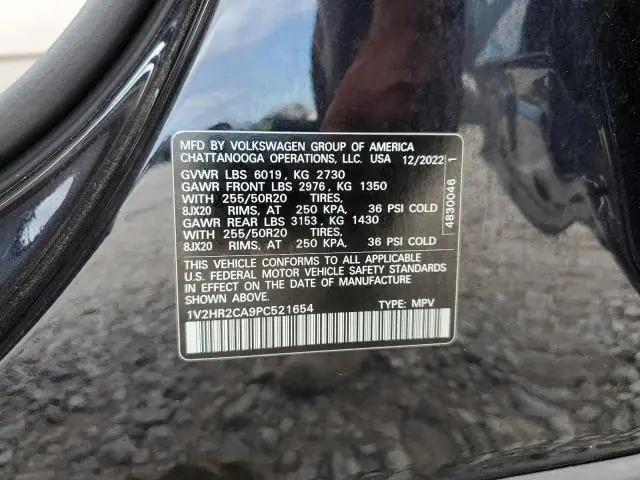 MFD BY VOLKSWAGEN GROUP OF AMERICA
CHATTANOOGA OPERATIONS, LLC. USA 12/2022
GVWR LBS 6019, KG 2730
GAWR FRONT LBS 2976, KG 1350
WITH 255/50R20 TIRES,
8JX20 RIMS, AT 250 KPA, 36 PSI COLD
GAWR REAR LBS 3153, KG 1430
WITH 255/50R20 TIRES,
8JX20 RIMS, AT 250 KPA, 36 PSI COLD
THIS VEHICLE CONFORMS TO ALL APPLICABLE
U.S. FEDERAL MOTOR VEHICLE SAFETY STANDARDS
IN EFFECT ON THE DATE OF MANUFACTURE
SHOWN ABOVE.
1V2HR2CA9PC521654 TYPE: MPV
4830046 1